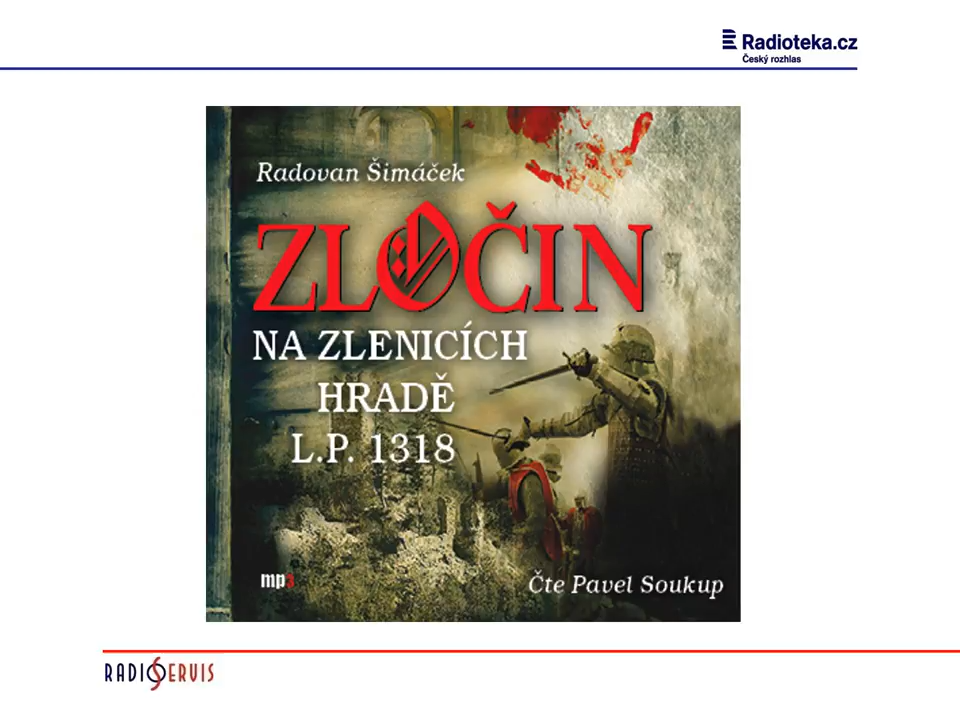 Radioteka.cz
Český rozhlas
Radovan Šimáček
ZLOČIN
NA ZLENICÍCH
HRADĚ
L.P. 1318
mp3
Čte Pavel Soukup
RADIOSERVIS